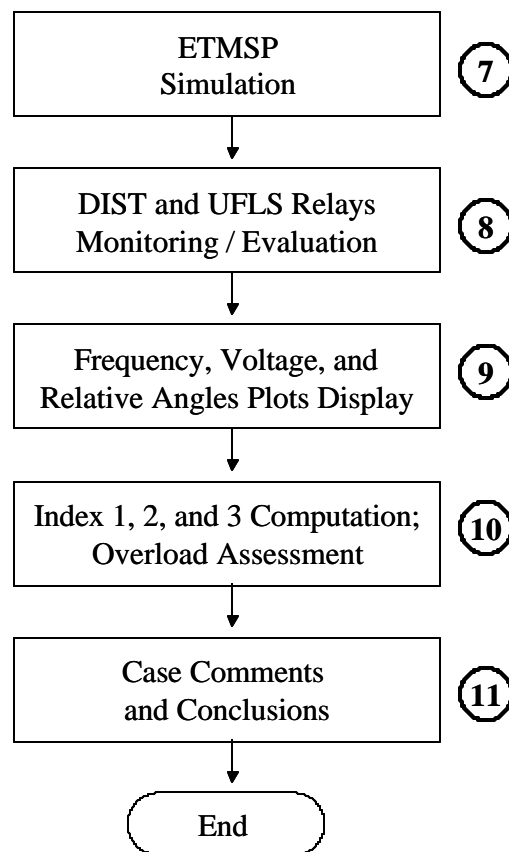 ETMSP
Simulation
7
DIST and UFLS Relays
Monitoring / Evaluation
8
Frequency, Voltage, and
Relative Angles Plots Display
9
Index 1, 2, and 3 Computation;
Overload Assessment
10
Case Comments
and Conclusions
11
End